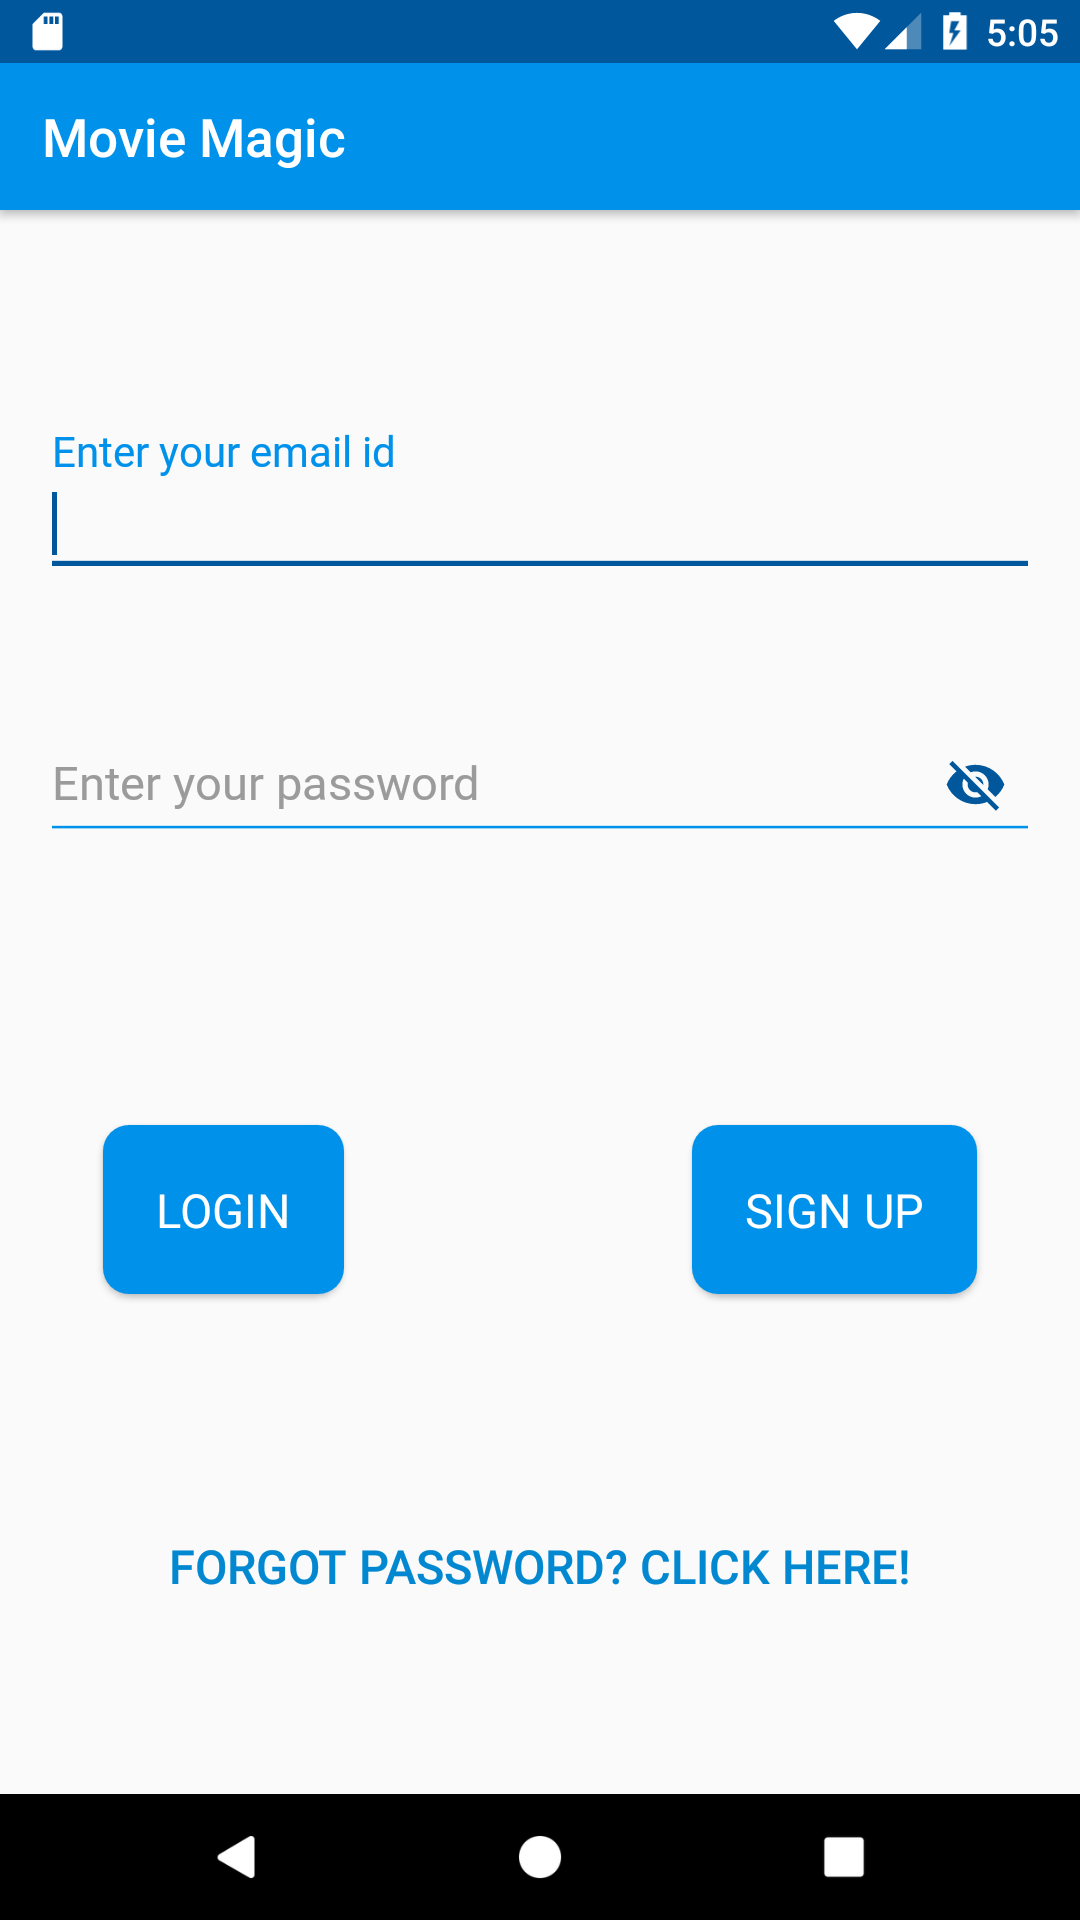 5:05
Movie Magic
Enter your email id
Enter your password
LOGIN
SIGN UP
FORGOT PASSWORD? CLICK HERE!